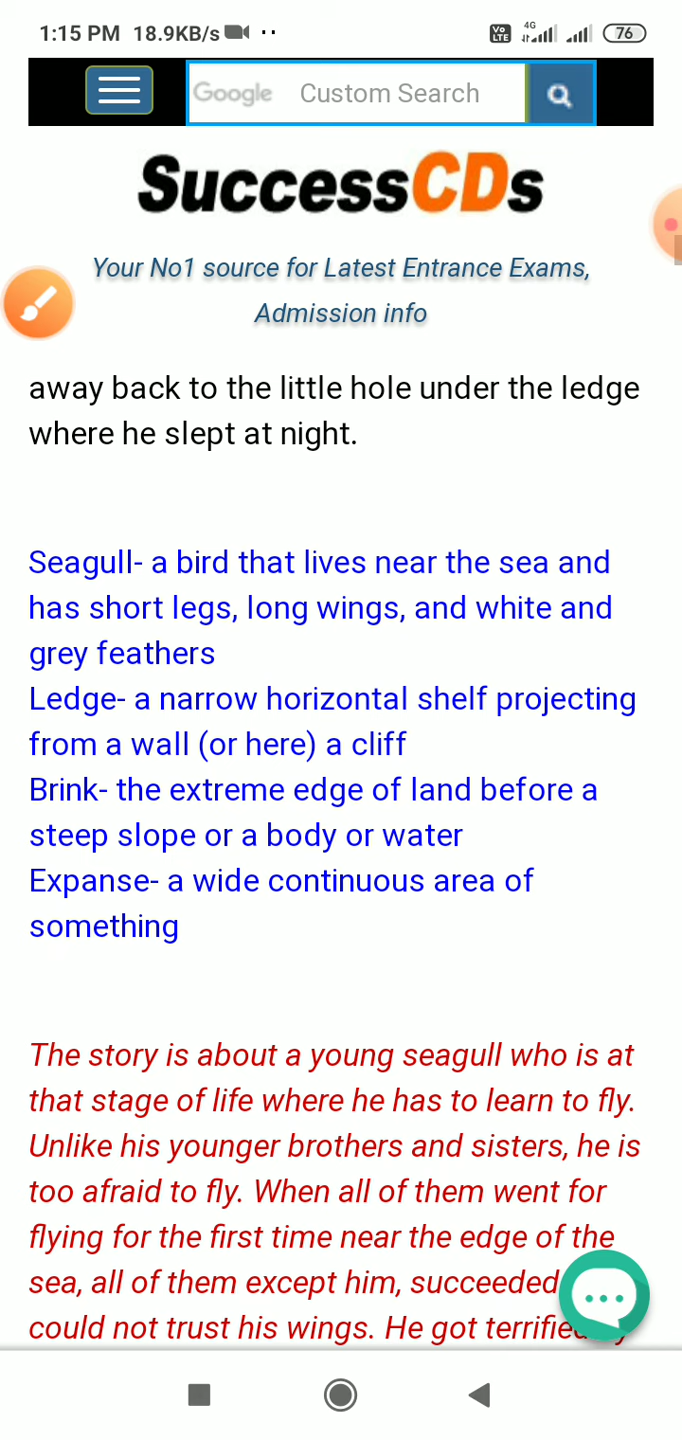 1:15 PM 18.9KB/s
Vo LTE 4G 76
Google Custom Search
SuccessCDs
Your No1 source for Latest Entrance Exams,
Admission info
away back to the little hole under the ledge
where he slept at night.
Seagull- a bird that lives near the sea and
has short legs, long wings, and white and
grey feathers
Ledge- a narrow horizontal shelf projecting
from a wall (or here) a cliff
Brink- the extreme edge of land before a
steep slope or a body or water
Expanse- a wide continuous area of
something
The story is about a young seagull who is at
that stage of life where he has to learn to fly.
Unlike his younger brothers and sisters, he is
too afraid to fly. When all of them went for
flying for the first time near the edge of the
sea, all of them except him, succeeded
could not trust his wings. He got